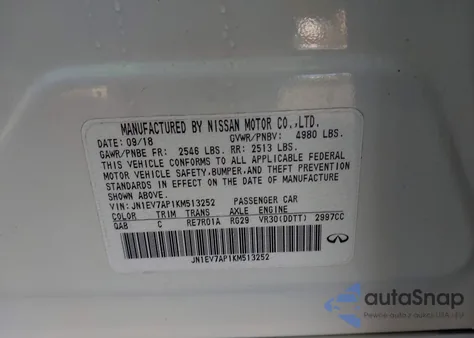 MANUFACTURED BY NISSAN MOTOR CO.,LTD.
DATE: 09/18 GVWR/PNBV: 4980 LBS.
GAWR/PNBE FR: 2546 LBS. RR: 2513 LBS.
THIS VEHICLE CONFORMS TO ALL APPLICABLE FEDERAL
MOTOR VEHICLE SAFETY,BUMPER,AND THEFT PREVENTION
STANDARDS IN EFFECT ON THE DATE OF MANUFACTURE
SHOWN ABOVE.
VIN: JN1EV7AP1KM513252 PASSENGER CAR
COLOR TRIM TRANS AXLE ENGINE
QAB C RE7R01A RG29 VR30(DDTT) 2997CC
JN1EV7AP1KM513252
autoSnap